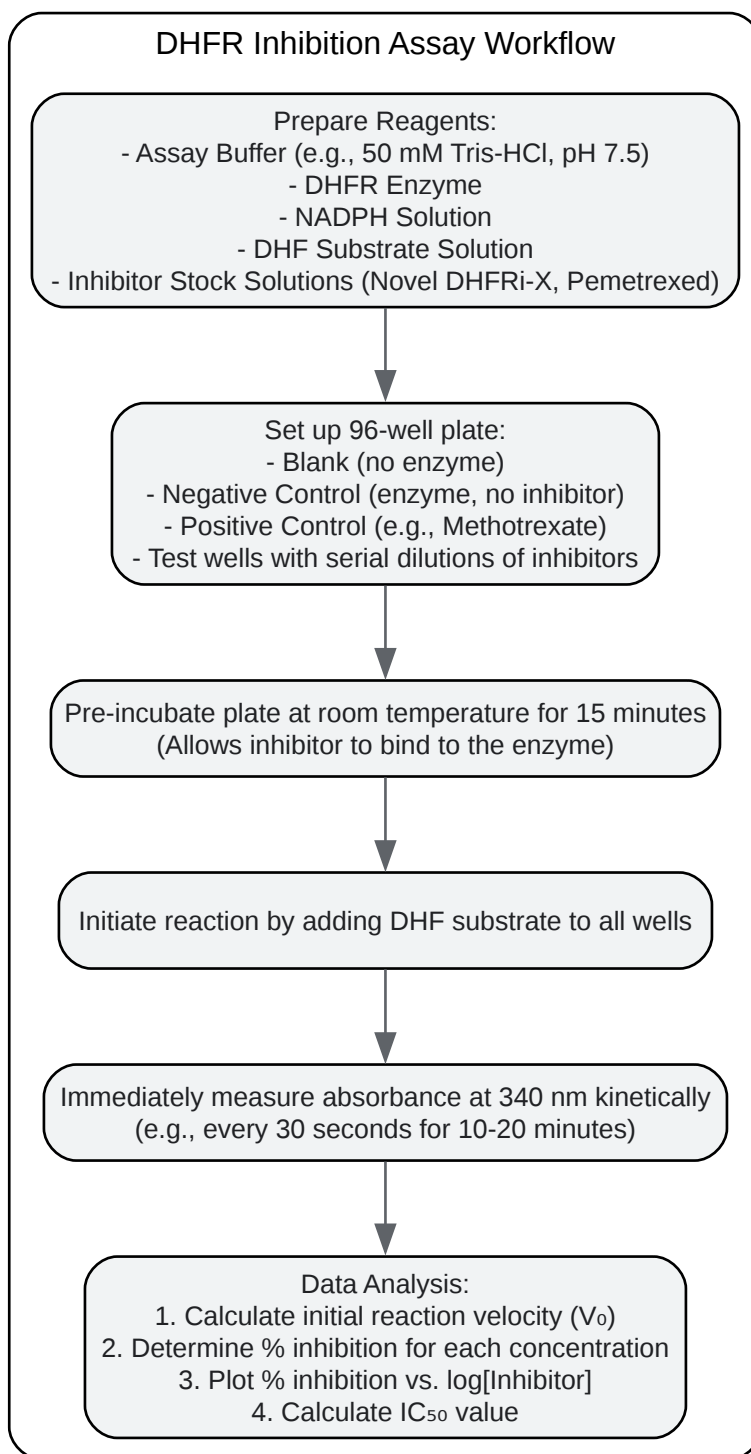 DHFR Inhibition Assay Workflow
Prepare Reagents:
- Assay Buffer (e.g., 50 mM Tris-HCl, pH 7.5)
- DHFR Enzyme
- NADPH Solution
- DHF Substrate Solution
- Inhibitor Stock Solutions (Novel DHFRi-X, Pemetrexed)
Set up 96-well plate:
- Blank (no enzyme)
- Negative Control (enzyme, no inhibitor)
- Positive Control (e.g., Methotrexate)
- Test wells with serial dilutions of inhibitors
Pre-incubate plate at room temperature for 15 minutes
(Allows inhibitor to bind to the enzyme)
Initiate reaction by adding DHF substrate to all wells
Immediately measure absorbance at 340 nm kinetically
(e.g., every 30 seconds for 10-20 minutes)
Data Analysis:
1. Calculate initial reaction velocity (V₀)
2. Determine % inhibition for each concentration
3. Plot % inhibition vs. log[Inhibitor]
4. Calculate IC₅₀ value